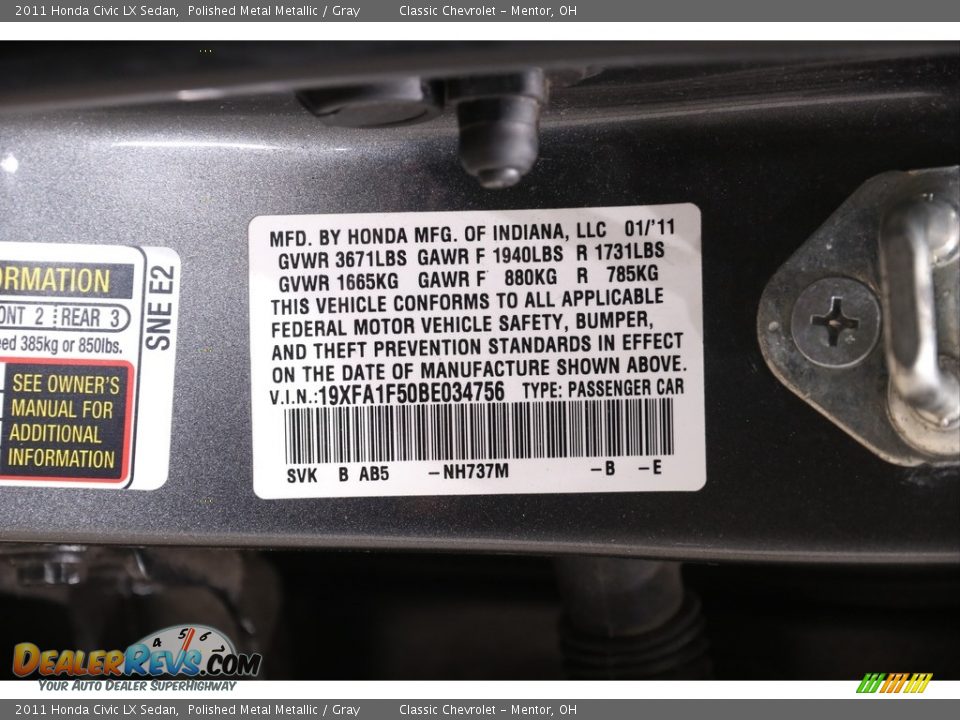 2011 Honda Civic LX Sedan, Polished Metal Metallic / Gray Classic Chevrolet - Mentor, OH
MFD. BY HONDA MFG. OF INDIANA, LLC 01/'11
GVWR 3671LBS GAWR F 1940LBS R 1731LBS
GVWR 1665KG GAWR F 880KG R 785KG
THIS VEHICLE CONFORMS TO ALL APPLICABLE
FEDERAL MOTOR VEHICLE SAFETY, BUMPER,
AND THEFT PREVENTION STANDARDS IN EFFECT
ON THE DATE OF MANUFACTURE SHOWN ABOVE.
V.I.N.:19XFA1F50BE034756 TYPE: PASSENGER CAR
SVK B AB5 -NH737M -B -E
ORMATION
ONT 2 REAR 3
eed 385kg or 850lbs.
SEE OWNER'S
MANUAL FOR
ADDITIONAL
INFORMATION
SNE E2
4 5 6
DEALERREVS.COM
YOUR AUTO DEALER SUPERHIGHWAY
2011 Honda Civic LX Sedan, Polished Metal Metallic / Gray Classic Chevrolet - Mentor, OH